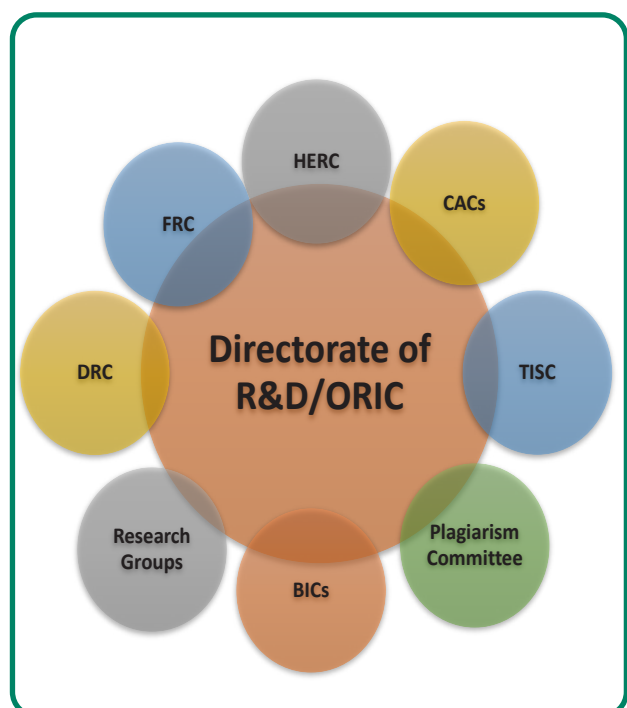 HERC
CACs
FRC
Directorate of
R&D/ORIC
DRC
TISC
Research
Groups
Plagiarism
Committee
BICs